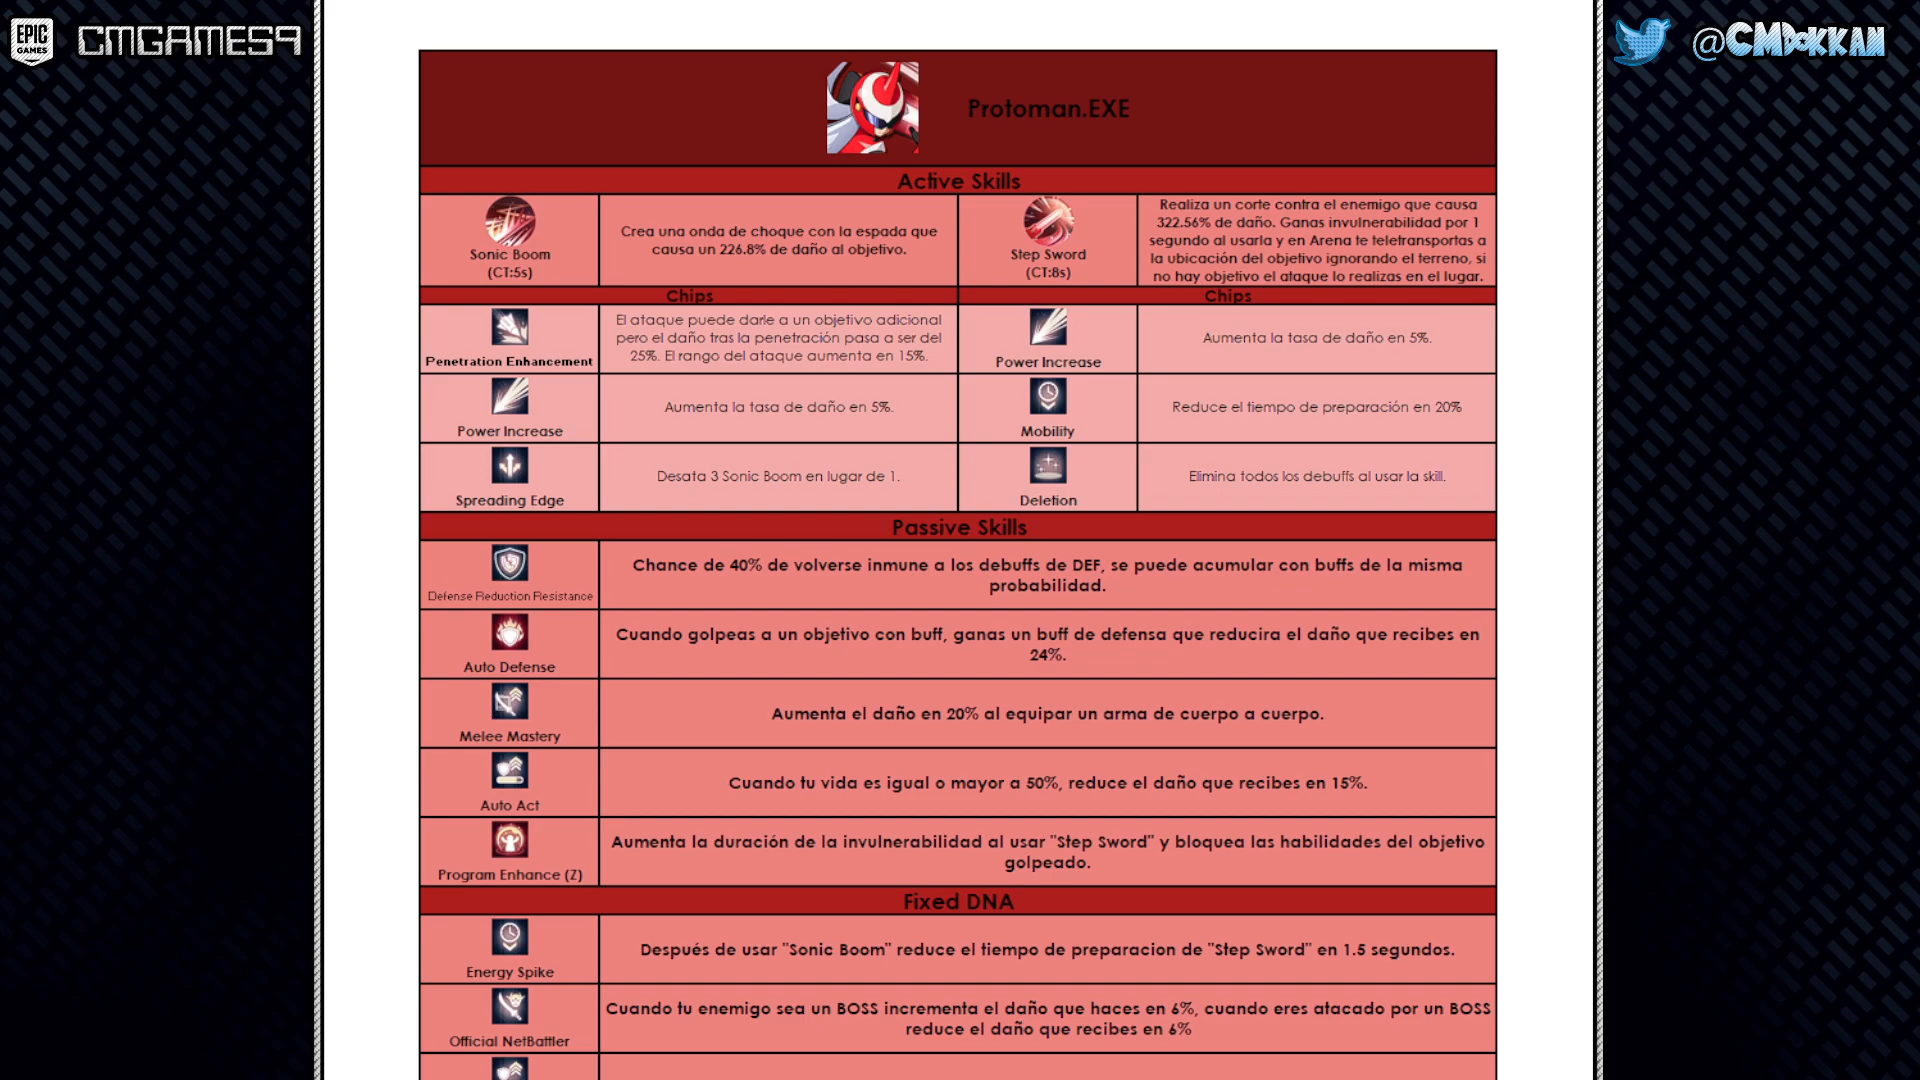 EPIC
GAMES
CMGAMES9
@CMDOKKAN
Protoman.EXE
Active Skills
Sonic Boom
(CT:5s)
Crea una onda de choque con la espada que
causa un 226.8% de daño al objetivo.
Step Sword
(CT:8s)
Realiza un corte contra el enemigo que causa
322.56% de daño. Ganas invulnerabilidad por 1
segundo al usarla y en Arena te teletransportas a
la ubicación del objetivo ignorando el terreno, si
no hay objetivo el ataque lo realizas en el lugar.
Chips
Chips
Penetration Enhancement
El ataque puede darle a un objetivo adicional
pero el daño tras la penetración pasa a ser del
25%. El rango del ataque aumenta en 15%.
Power Increase
Aumenta la tasa de daño en 5%.
Power Increase
Aumenta la tasa de daño en 5%.
Mobility
Reduce el tiempo de preparación en 20%
Spreading Edge
Desata 3 Sonic Boom en lugar de 1.
Deletion
Elimina todos los debuffs al usar la skill.
Passive Skills
Defense Reduction Resistance
Chance de 40% de volverse inmune a los debuffs de DEF, se puede acumular con buffs de la misma
probabilidad.
Auto Defense
Cuando golpeas a un objetivo con buff, ganas un buff de defensa que reducira el daño que recibes en
24%.
Melee Mastery
Aumenta el daño en 20% al equipar un arma de cuerpo a cuerpo.
Auto Act
Cuando tu vida es igual o mayor a 50%, reduce el daño que recibes en 15%.
Program Enhance (Z)
Aumenta la duración de la invulnerabilidad al usar "Step Sword" y bloquea las habilidades del objetivo
golpeado.
Fixed DNA
Energy Spike
Después de usar "Sonic Boom" reduce el tiempo de preparacion de "Step Sword" en 1.5 segundos.
Official NetBattler
Cuando tu enemigo sea un BOSS incrementa el daño que haces en 6%, cuando eres atacado por un BOSS
reduce el daño que recibes en 6%